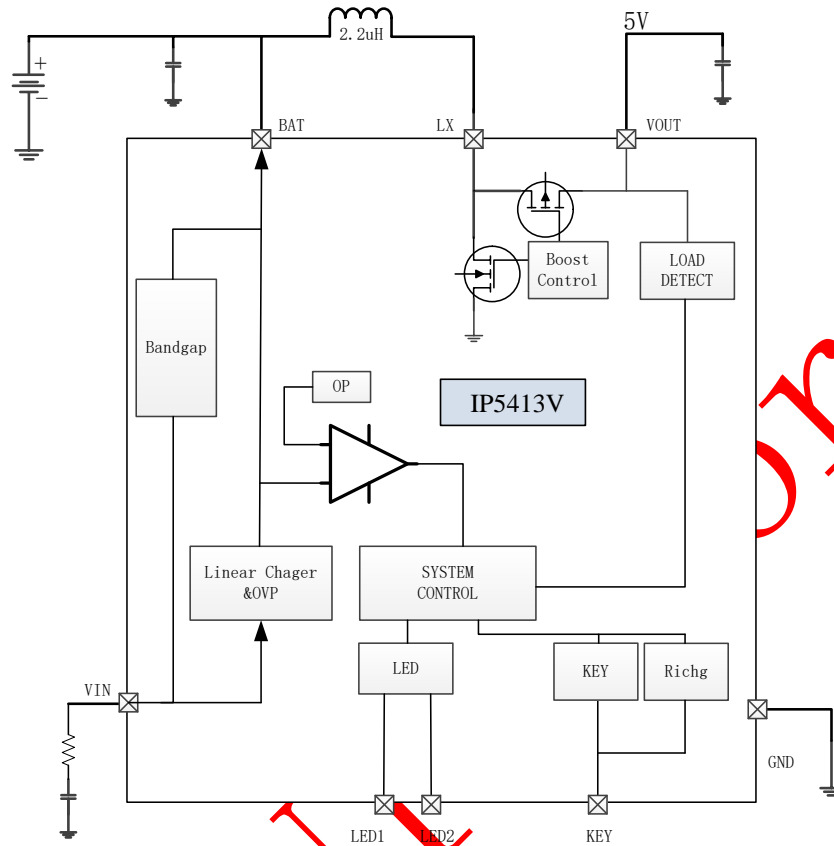 2.2uH
5V
BAT
LX
VOUT
Boost
Control
LOAD
DETECT
Bandgap
OP
IP5413V
Linear Chager
&OVP
SYSTEM
CONTROL
LED
KEY
Richg
VIN
GND
LED1
LED2
KEY
+
-